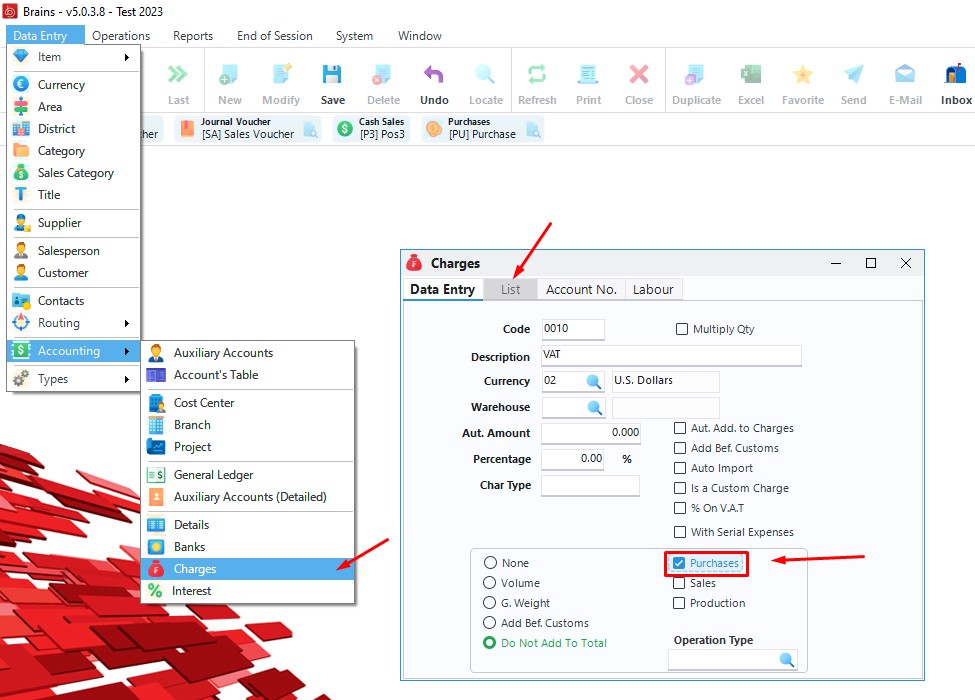 Brains - v5.0.3.8 - Test 2023
Data Entry Operations Reports End of Session System Window
Last New Modify Save Delete Undo Locate Refresh Print Close Duplicate Excel Favorite Send E-Mail Inbox
her
Journal Voucher
[SA] Sales Voucher
Cash Sales
[P3] Pos3
Purchases
[PU] Purchase
Item
Currency
Area
District
Category
Sales Category
Title
Supplier
Salesperson
Customer
Contacts
Routing
Accounting
Types
Auxiliary Accounts
Account's Table
Cost Center
Branch
Project
General Ledger
Auxiliary Accounts (Detailed)
Details
Banks
Charges
Interest
Charges
Data Entry List Account No. Labour
Code 0010 Multiply Qty
Description VAT
Currency 02 U.S. Dollars
Warehouse
Aut. Amount 0.000 Aut. Add. to Charges
Add Bef. Customs
Percentage 0.00 %
Auto Import
Char Type
Is a Custom Charge
% On V.A.T
With Serial Expenses
None Purchases
Volume Sales
G. Weight Production
Add Bef. Customs
Do Not Add To Total
Operation Type